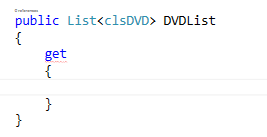 0 references
public List<clsDVD> DVDList
{
get
{
}
}